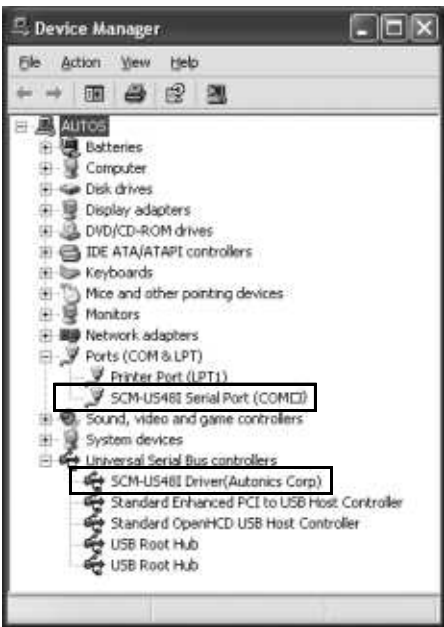 Device Manager
File Action View Help
AUTOS
Batteries
Computer
Disk drives
Display adapters
DVD/CD-ROM drives
IDE ATA/ATAPI controllers
Keyboards
Mice and other pointing devices
Monitors
Network adapters
Ports (COM & LPT)
Printer Port (LPT1)
SCM-US48I Serial Port (COM□)
Sound, video and game controllers
System devices
Universal Serial Bus controllers
SCM-US48I Driver(Autonics Corp)
Standard Enhanced PCI to USB Host Controller
Standard OpenHCD USB Host Controller
USB Root Hub
USB Root Hub